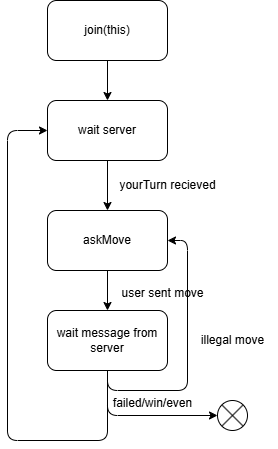 join(this)
wait server
yourTurn recieved
askMove
user sent move
wait message from
server
illegal move
failed/win/even